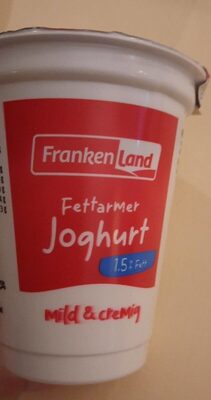 FrankenLand
Fettarmer
Joghurt
1.5% Fett
mild & cremig